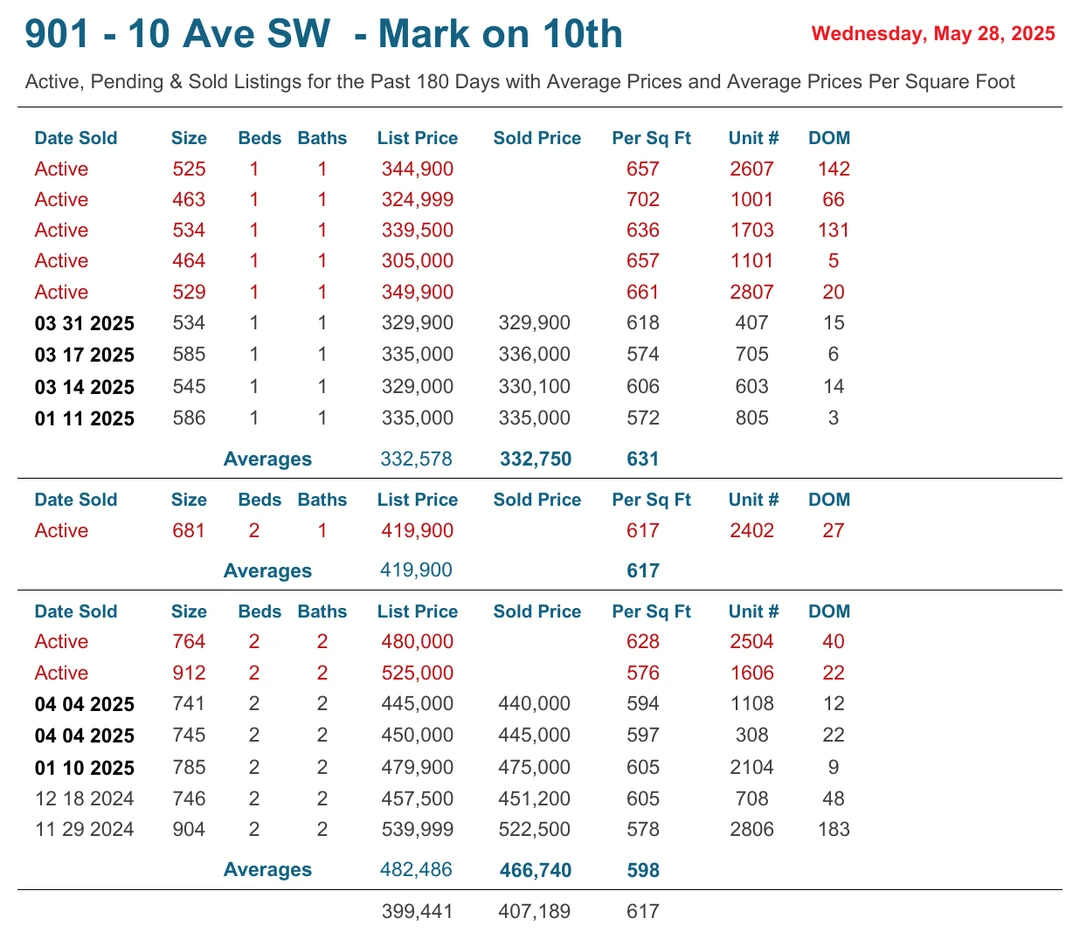 901 - 10 Ave SW - Mark on 10th Wednesday, May 28, 2025
Active, Pending & Sold Listings for the Past 180 Days with Average Prices and Average Prices Per Square Foot
Date Sold Size Beds Baths List Price Sold Price Per Sq Ft Unit # DOM
Active 525 1 1 344,900 657 2607 142
Active 463 1 1 324,999 702 1001 66
Active 534 1 1 339,500 636 1703 131
Active 464 1 1 305,000 657 1101 5
Active 529 1 1 349,900 661 2807 20
03 31 2025 534 1 1 329,900 329,900 618 407 15
03 17 2025 585 1 1 335,000 336,000 574 705 6
03 14 2025 545 1 1 329,000 330,100 606 603 14
01 11 2025 586 1 1 335,000 335,000 572 805 3
Averages 332,578 332,750 631
Date Sold Size Beds Baths List Price Sold Price Per Sq Ft Unit # DOM
Active 681 2 1 419,900 617 2402 27
Averages 419,900 617
Date Sold Size Beds Baths List Price Sold Price Per Sq Ft Unit # DOM
Active 764 2 2 480,000 628 2504 40
Active 912 2 2 525,000 576 1606 22
04 04 2025 741 2 2 445,000 440,000 594 1108 12
04 04 2025 745 2 2 450,000 445,000 597 308 22
01 10 2025 785 2 2 479,900 475,000 605 2104 9
12 18 2024 746 2 2 457,500 451,200 605 708 48
11 29 2024 904 2 2 539,999 522,500 578 2806 183
Averages 482,486 466,740 598
399,441 407,189 617